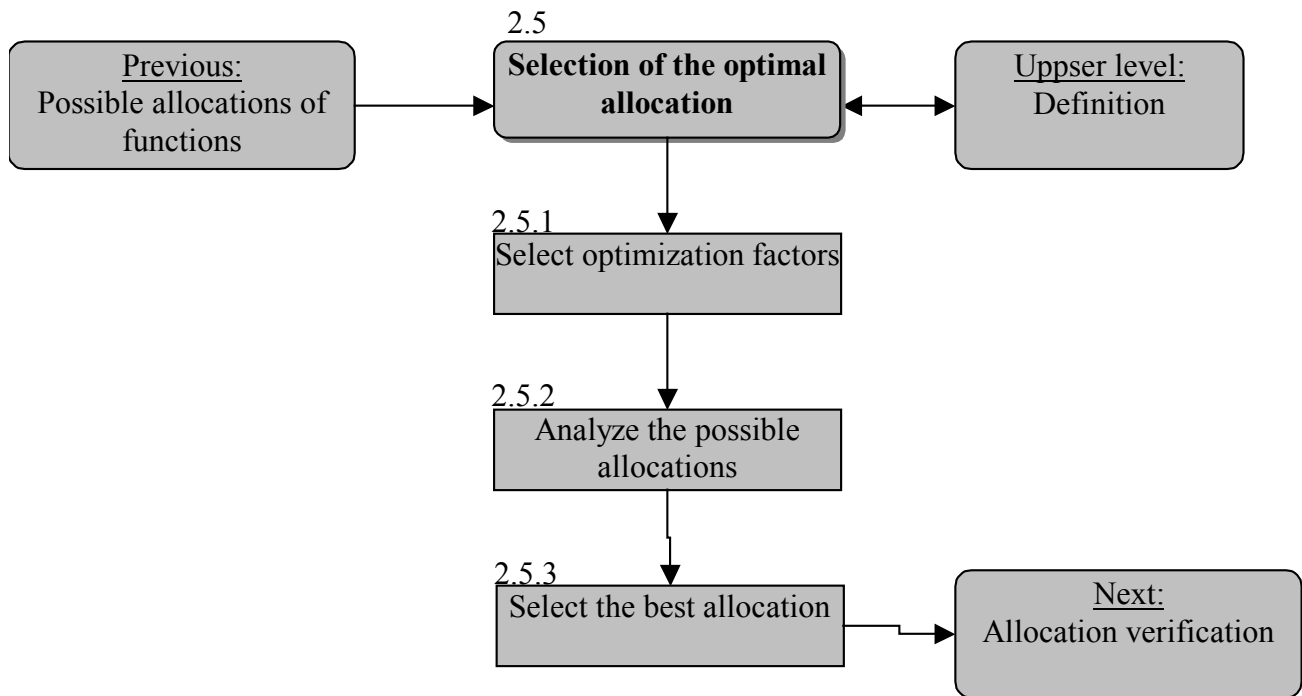 2.5
Previous:
Possible allocations of
functions
Selection of the optimal
allocation
Uppser level:
Definition
2.5.1
Select optimization factors
2.5.2
Analyze the possible
allocations
2.5.3
Select the best allocation
Next:
Allocation verification